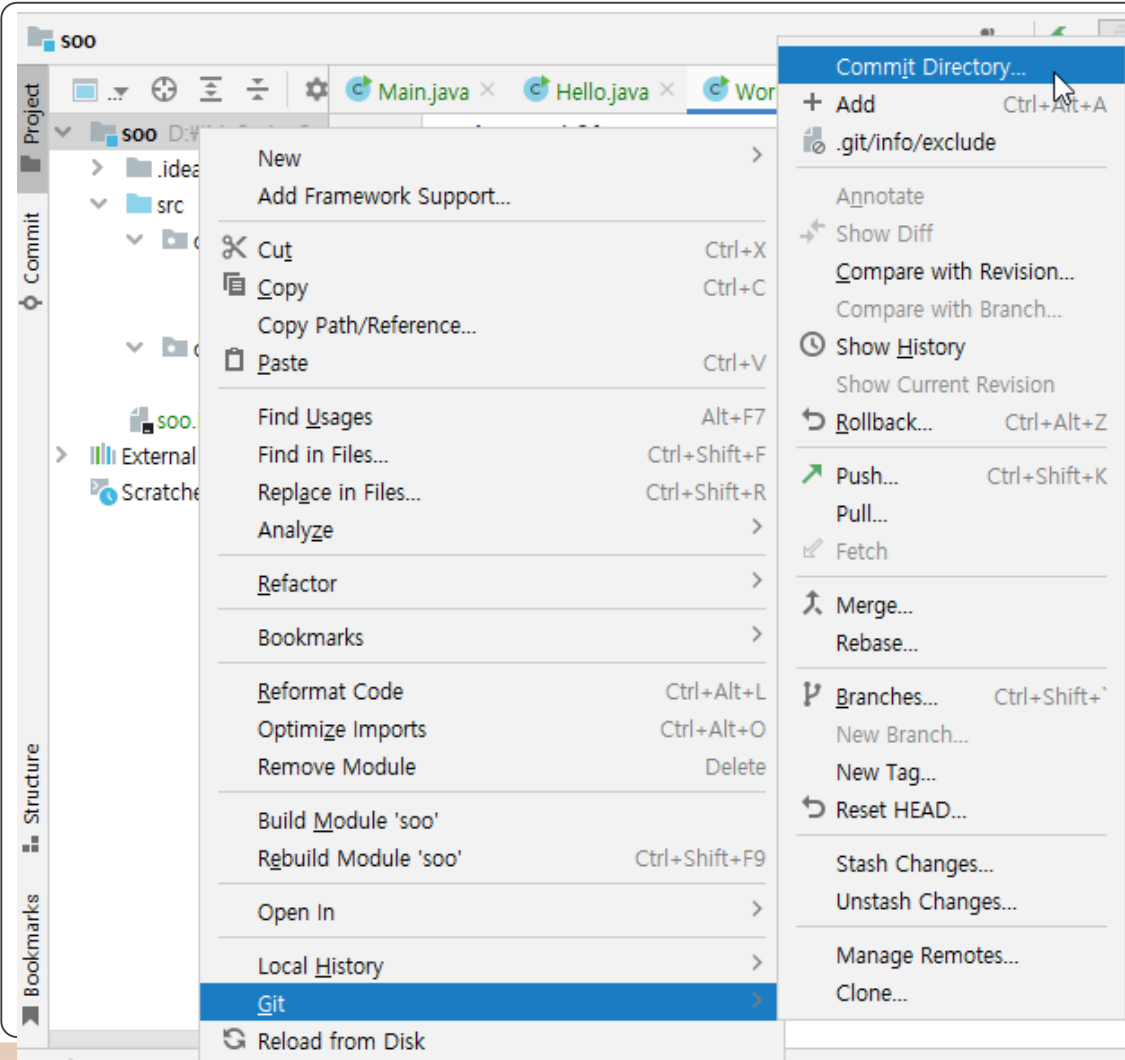 soo
Project
Commit
Structure
Bookmarks
Main.java
Hello.java
Wor
soo D:₩
.idea
src
soo.
External
Scratche
New
Add Framework Support...
Cut Ctrl+X
Copy Ctrl+C
Copy Path/Reference...
Paste Ctrl+V
Find Usages Alt+F7
Find in Files... Ctrl+Shift+F
Replace in Files... Ctrl+Shift+R
Analyze
Refactor
Bookmarks
Reformat Code Ctrl+Alt+L
Optimize Imports Ctrl+Alt+O
Remove Module Delete
Build Module 'soo'
Rebuild Module 'soo' Ctrl+Shift+F9
Open In
Local History
Git
Reload from Disk
Commit Directory...
Add Ctrl+Alt+A
.git/info/exclude
Annotate
Show Diff
Compare with Revision...
Compare with Branch...
Show History
Show Current Revision
Rollback... Ctrl+Alt+Z
Push... Ctrl+Shift+K
Pull...
Fetch
Merge...
Rebase...
Branches... Ctrl+Shift+`
New Branch...
New Tag...
Reset HEAD...
Stash Changes...
Unstash Changes...
Manage Remotes...
Clone...